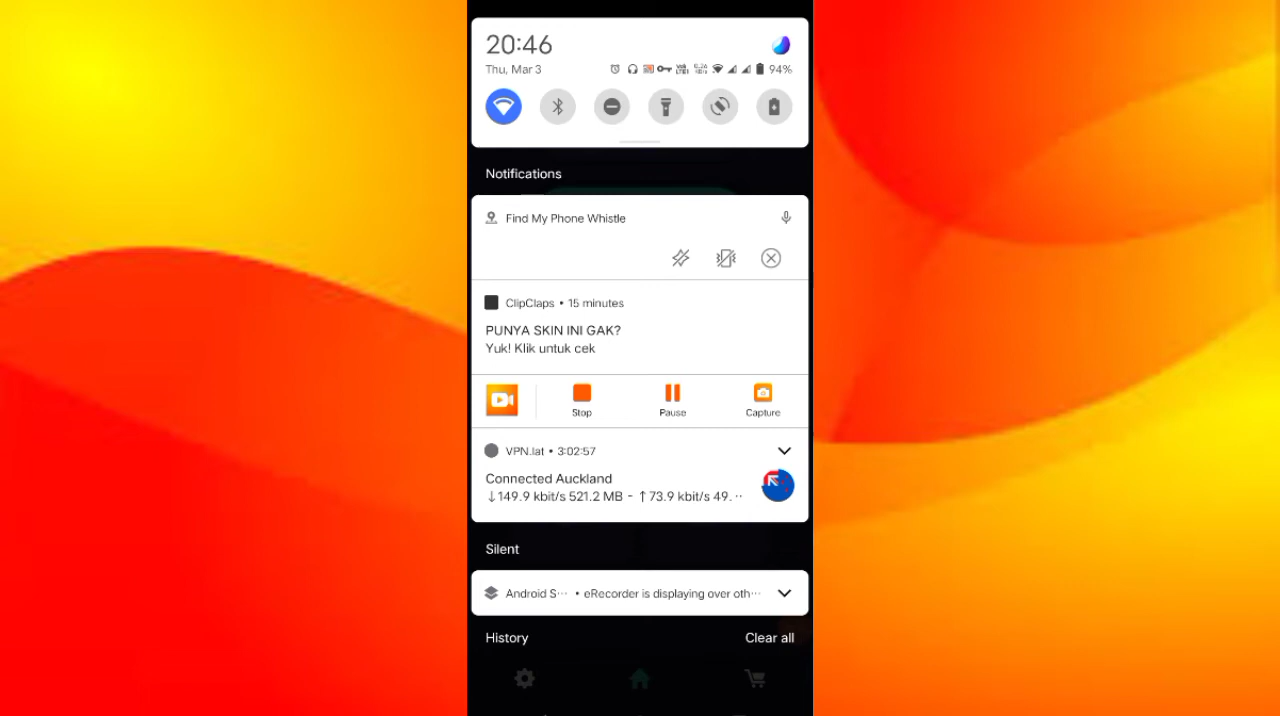 20:46
Thu, Mar 3
94%
Notifications
Find My Phone Whistle
ClipClaps • 15 minutes
PUNYA SKIN INI GAK?
Yuk! Klik untuk cek
Stop
Pause
Capture
VPN.lat • 3:02:57
Connected Auckland
↓149.9 kbit/s 521.2 MB - ↑73.9 kbit/s 49. ··
Silent
Android S··· • eRecorder is displaying over oth···
History
Clear all